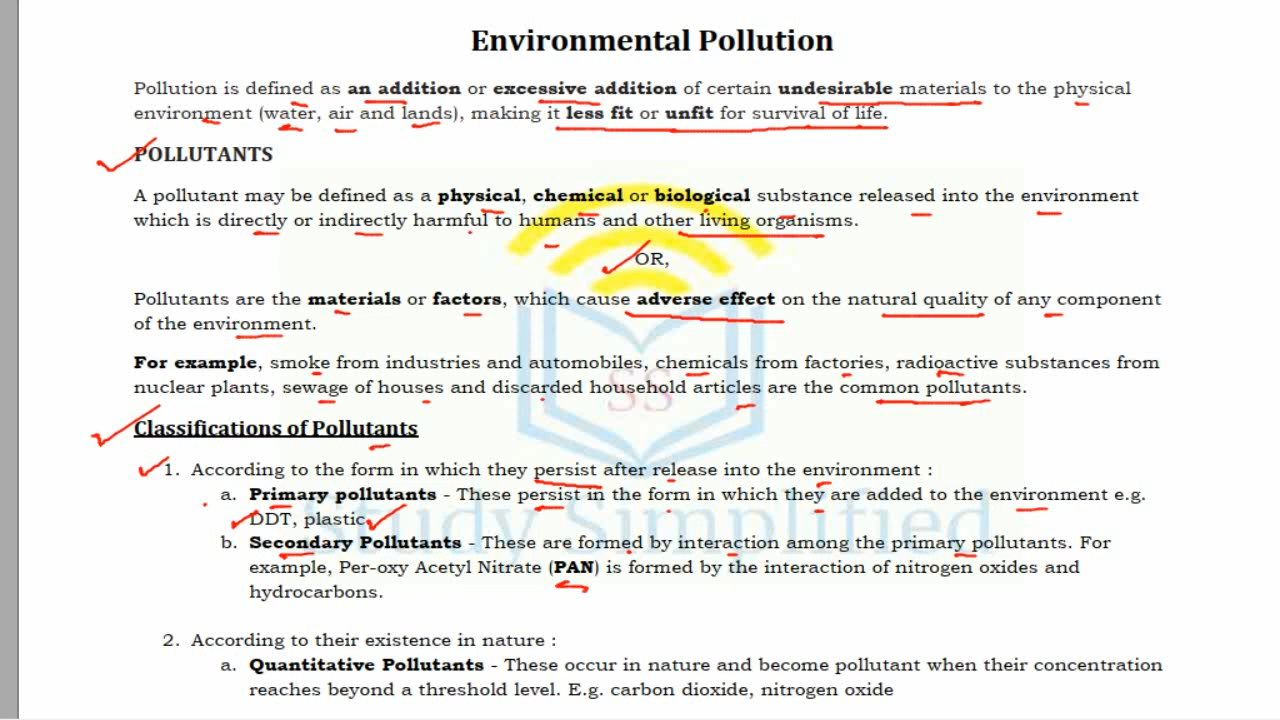 Environmental Pollution
Pollution is defined as an addition or excessive addition of certain undesirable materials to the physical
environment (water, air and lands), making it less fit or unfit for survival of life.
POLLUTANTS
A pollutant may be defined as a physical, chemical or biological substance released into the environment
which is directly or indirectly harmful to humans and other living organisms.
OR,
Pollutants are the materials or factors, which cause adverse effect on the natural quality of any component
of the environment.
For example, smoke from industries and automobiles, chemicals from factories, radioactive substances from
nuclear plants, sewage of houses and discarded household articles are the common pollutants.
SS
Classifications of Pollutants
1. According to the form in which they persist after release into the environment :
a. Primary pollutants - These persist in the form in which they are added to the environment e.g.
DDT, plastic
Study Simplified
b. Secondary Pollutants - These are formed by interaction among the primary pollutants. For
example, Per-oxy Acetyl Nitrate (PAN) is formed by the interaction of nitrogen oxides and
hydrocarbons.
2. According to their existence in nature :
a. Quantitative Pollutants - These occur in nature and become pollutant when their concentration
reaches beyond a threshold level. E.g. carbon dioxide, nitrogen oxide